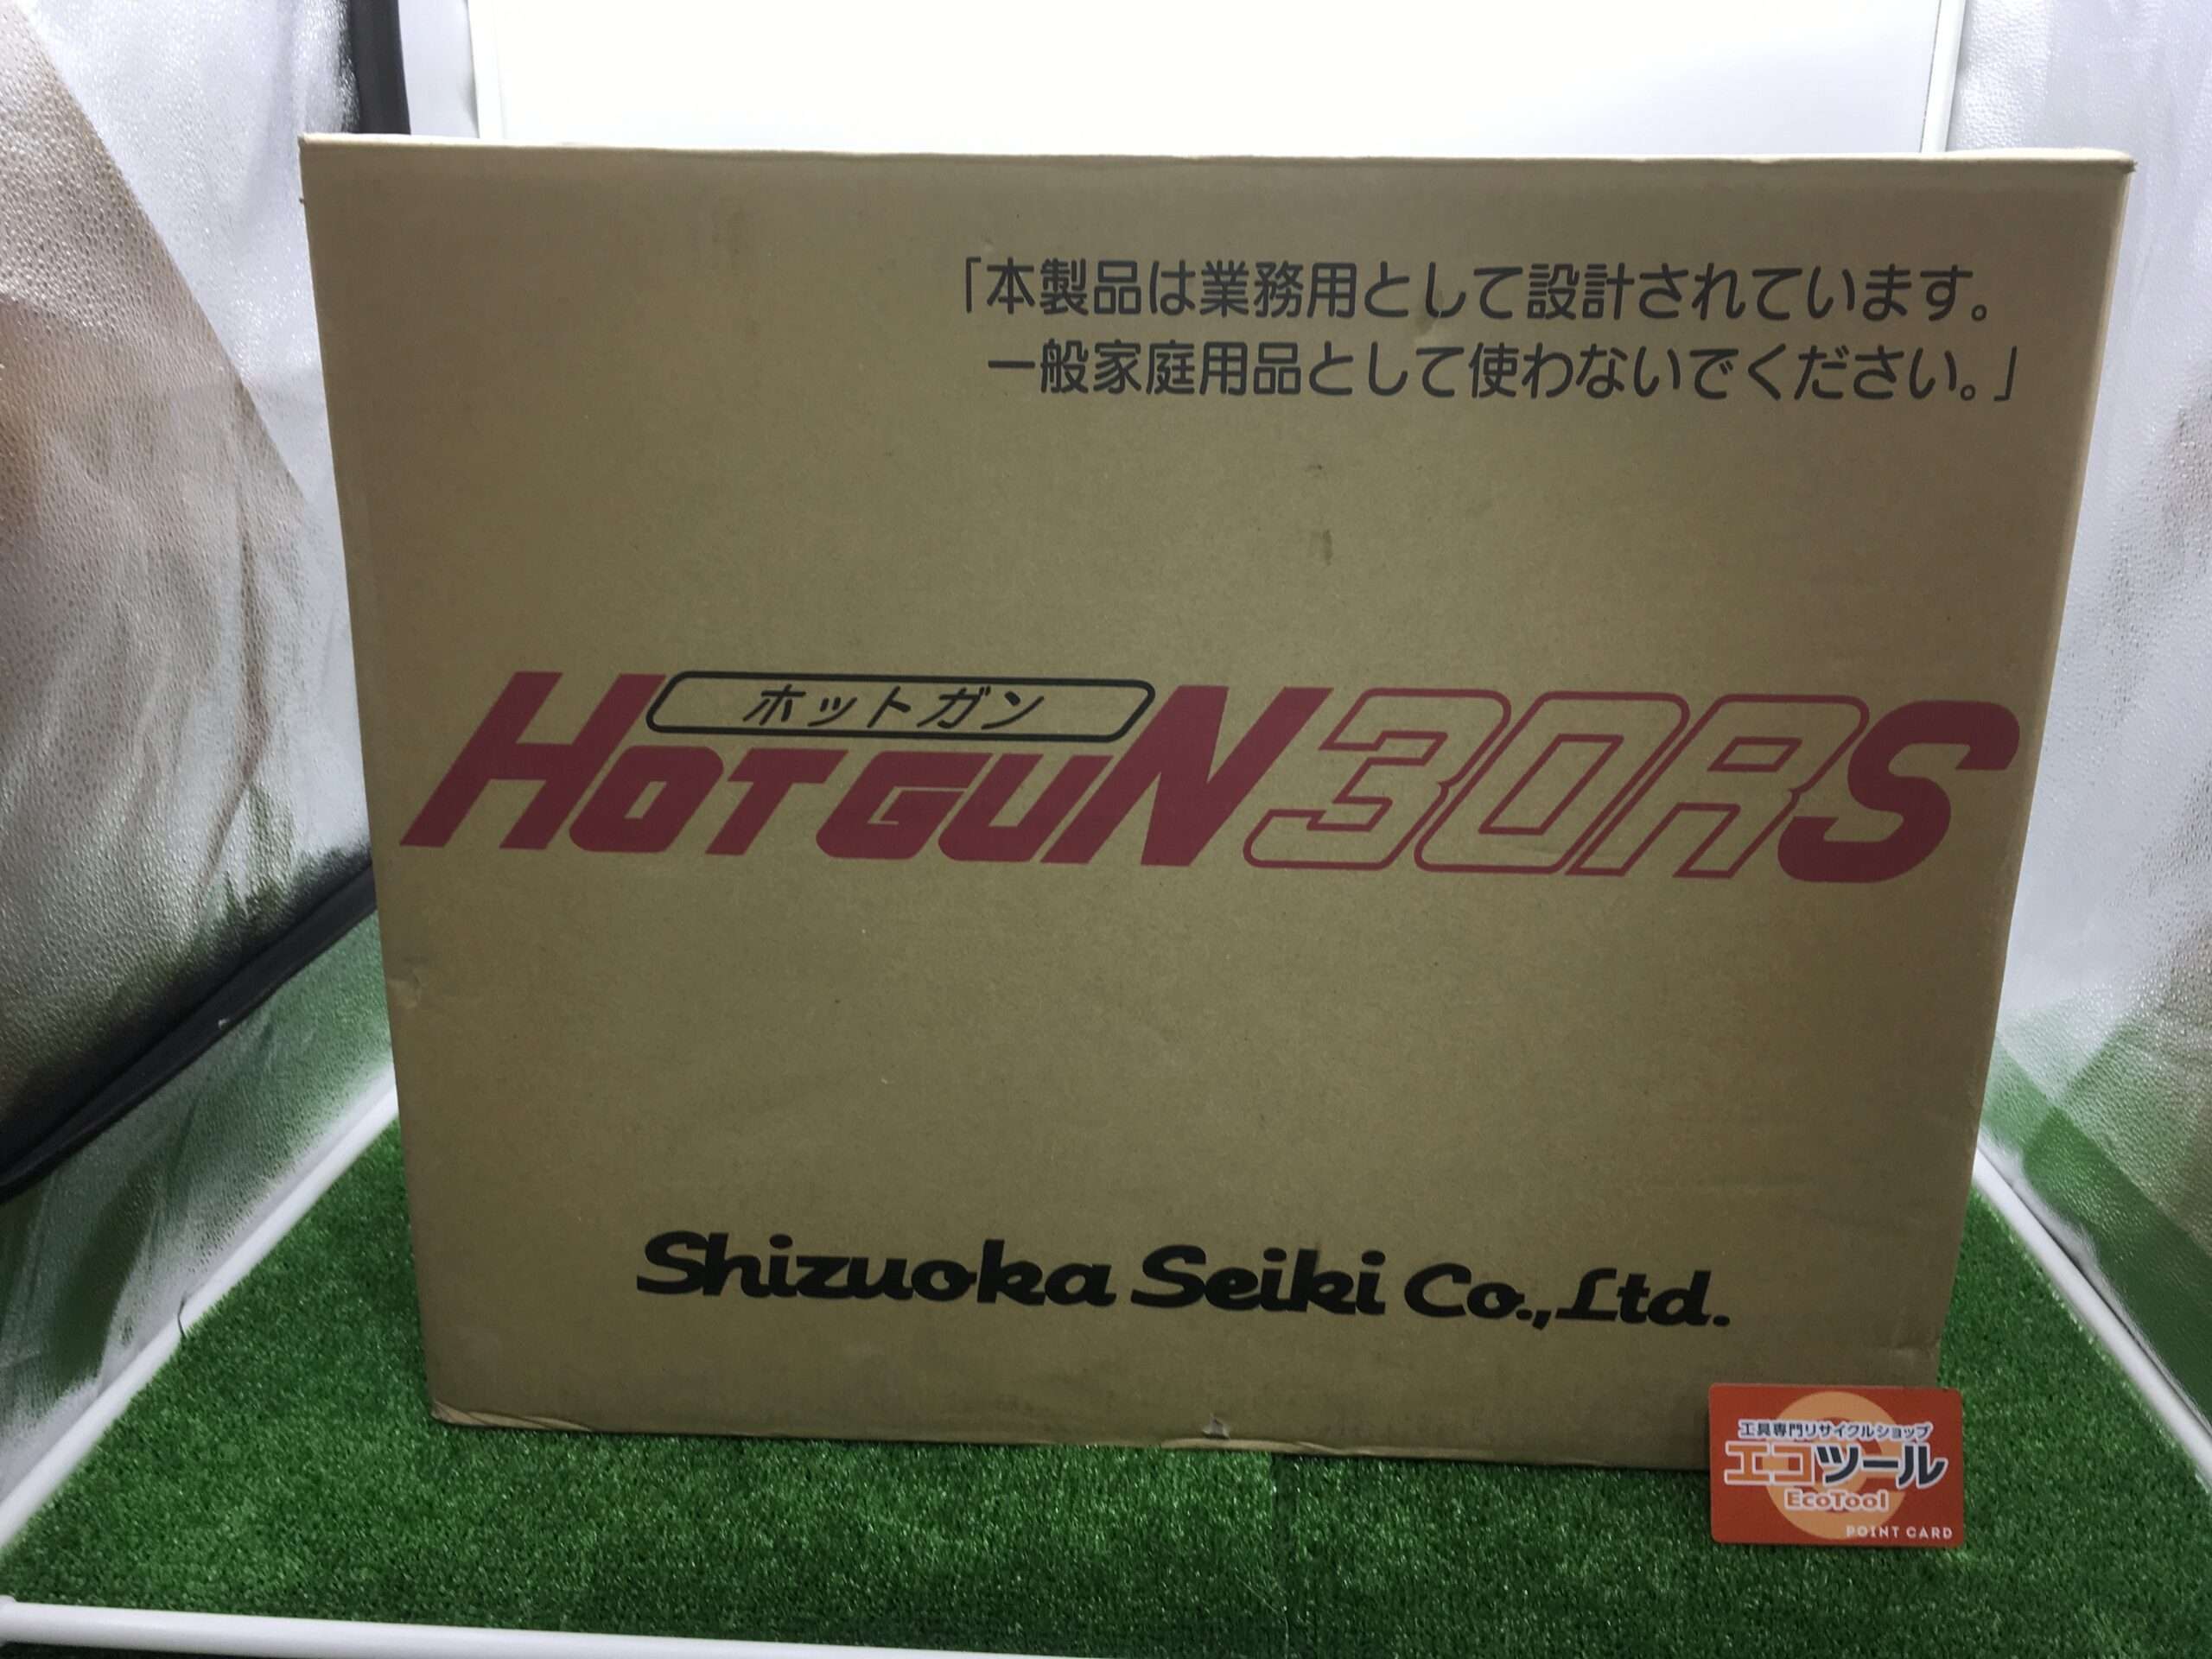 「本製品は業務用として設計されています。
一般家庭用品として使わないでください。」
ホットガン
HOTGUN30RS
Shizuoka Seiki Co.,Ltd.
工具専門リサイクルショップ
エコツール
EcoTool
POINT CARD